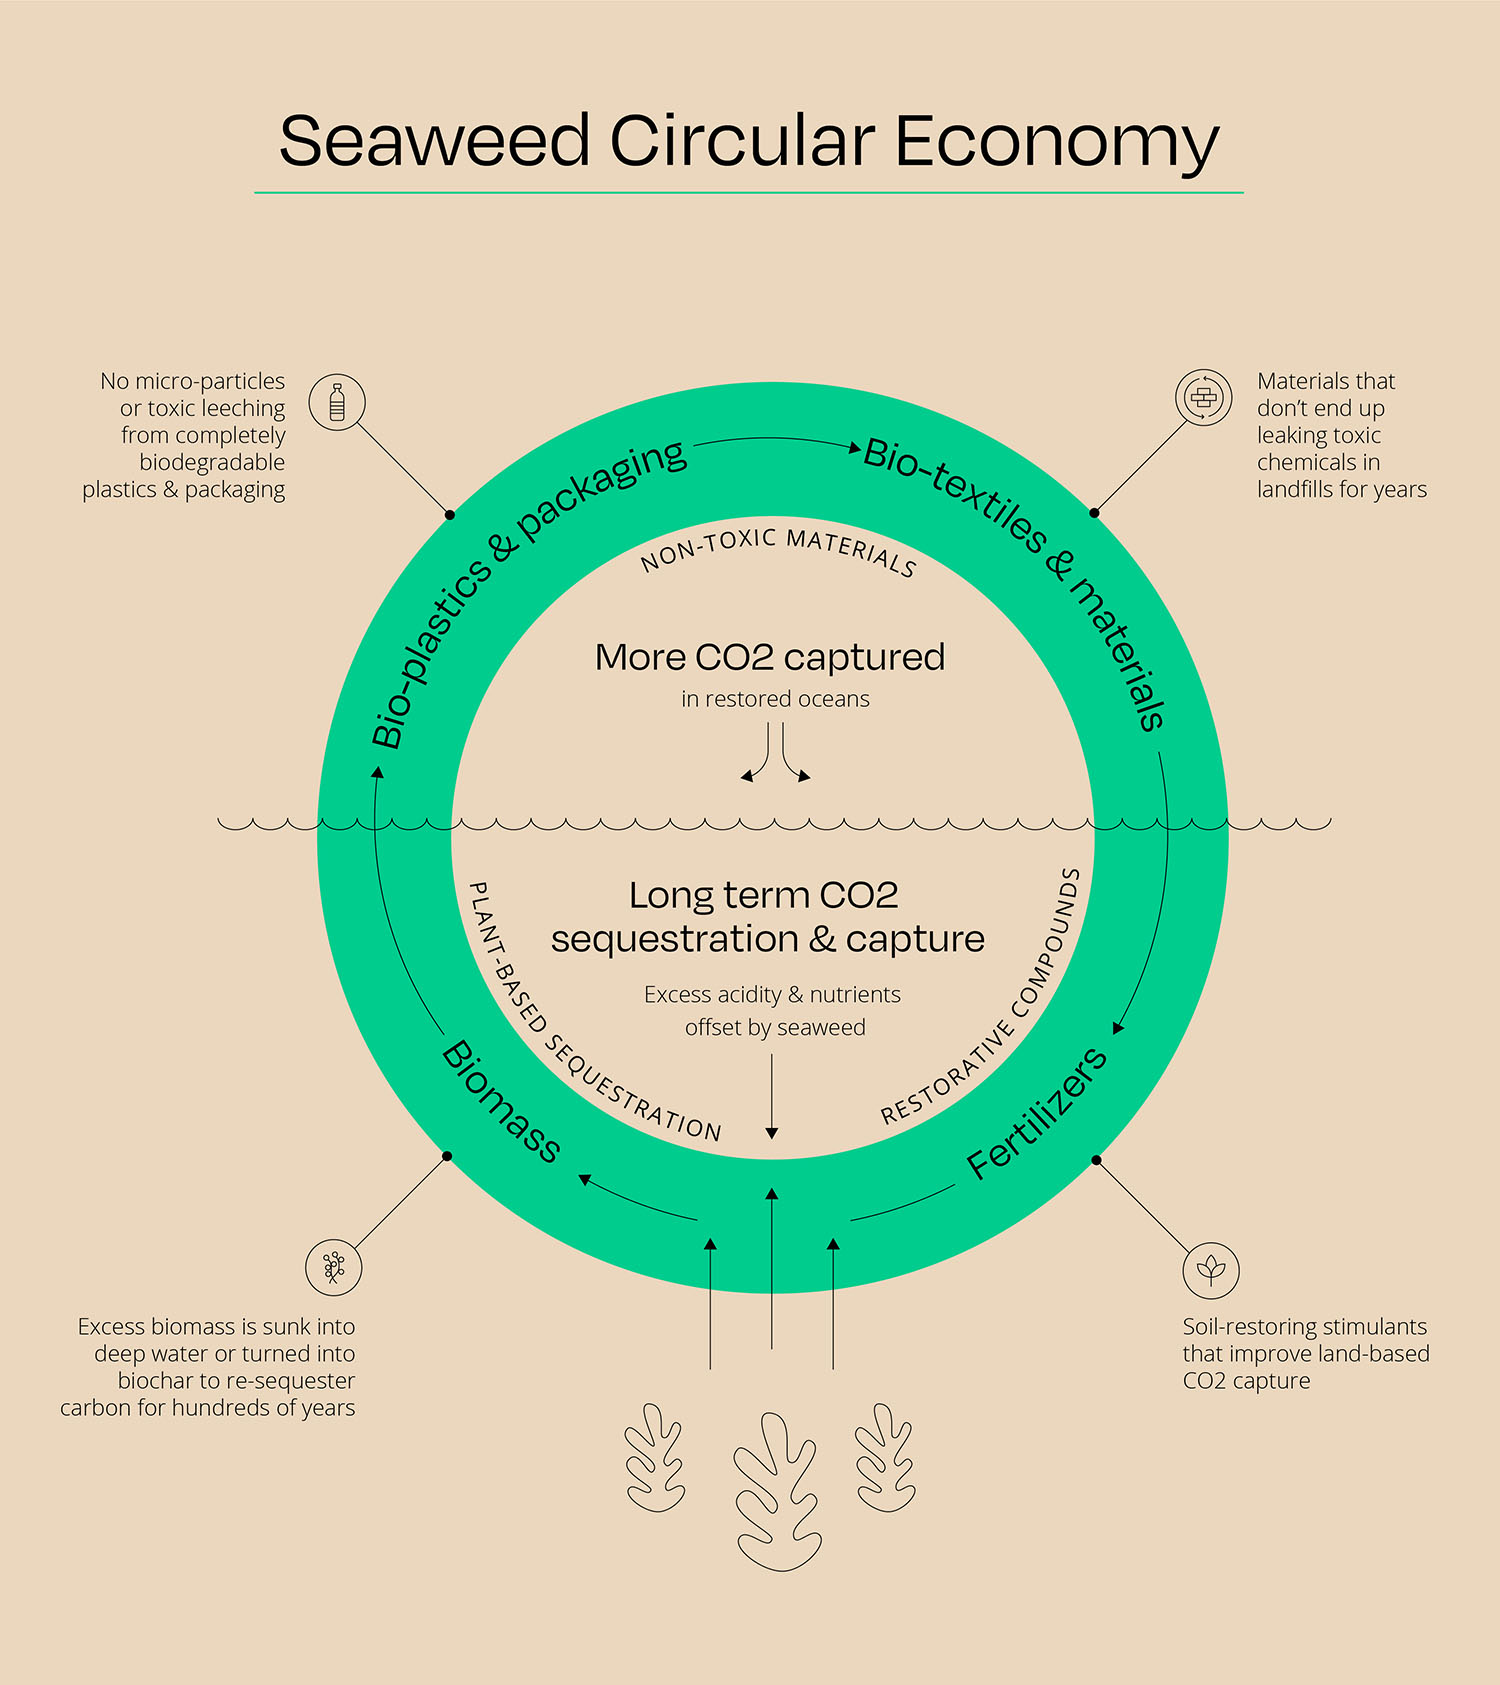 Seaweed Circular Economy
No micro-particles
or toxic leeching
from completely
biodegradable
plastics & packaging
Materials that
don't end up
leaking toxic
chemicals in
landfills for years
Bio-plastics & packaging
Bio-textiles & materials
NON-TOXIC MATERIALS
More CO2 captured
in restored oceans
Long term CO2
sequestration & capture
Excess acidity & nutrients
offset by seaweed
PLANT-BASED SEQUESTRATION
RESTORATIVE COMPOUNDS
Biomass
Fertilizers
Excess biomass is sunk into
deep water or turned into
biochar to re-sequester
carbon for hundreds of years
Soil-restoring stimulants
that improve land-based
CO2 capture